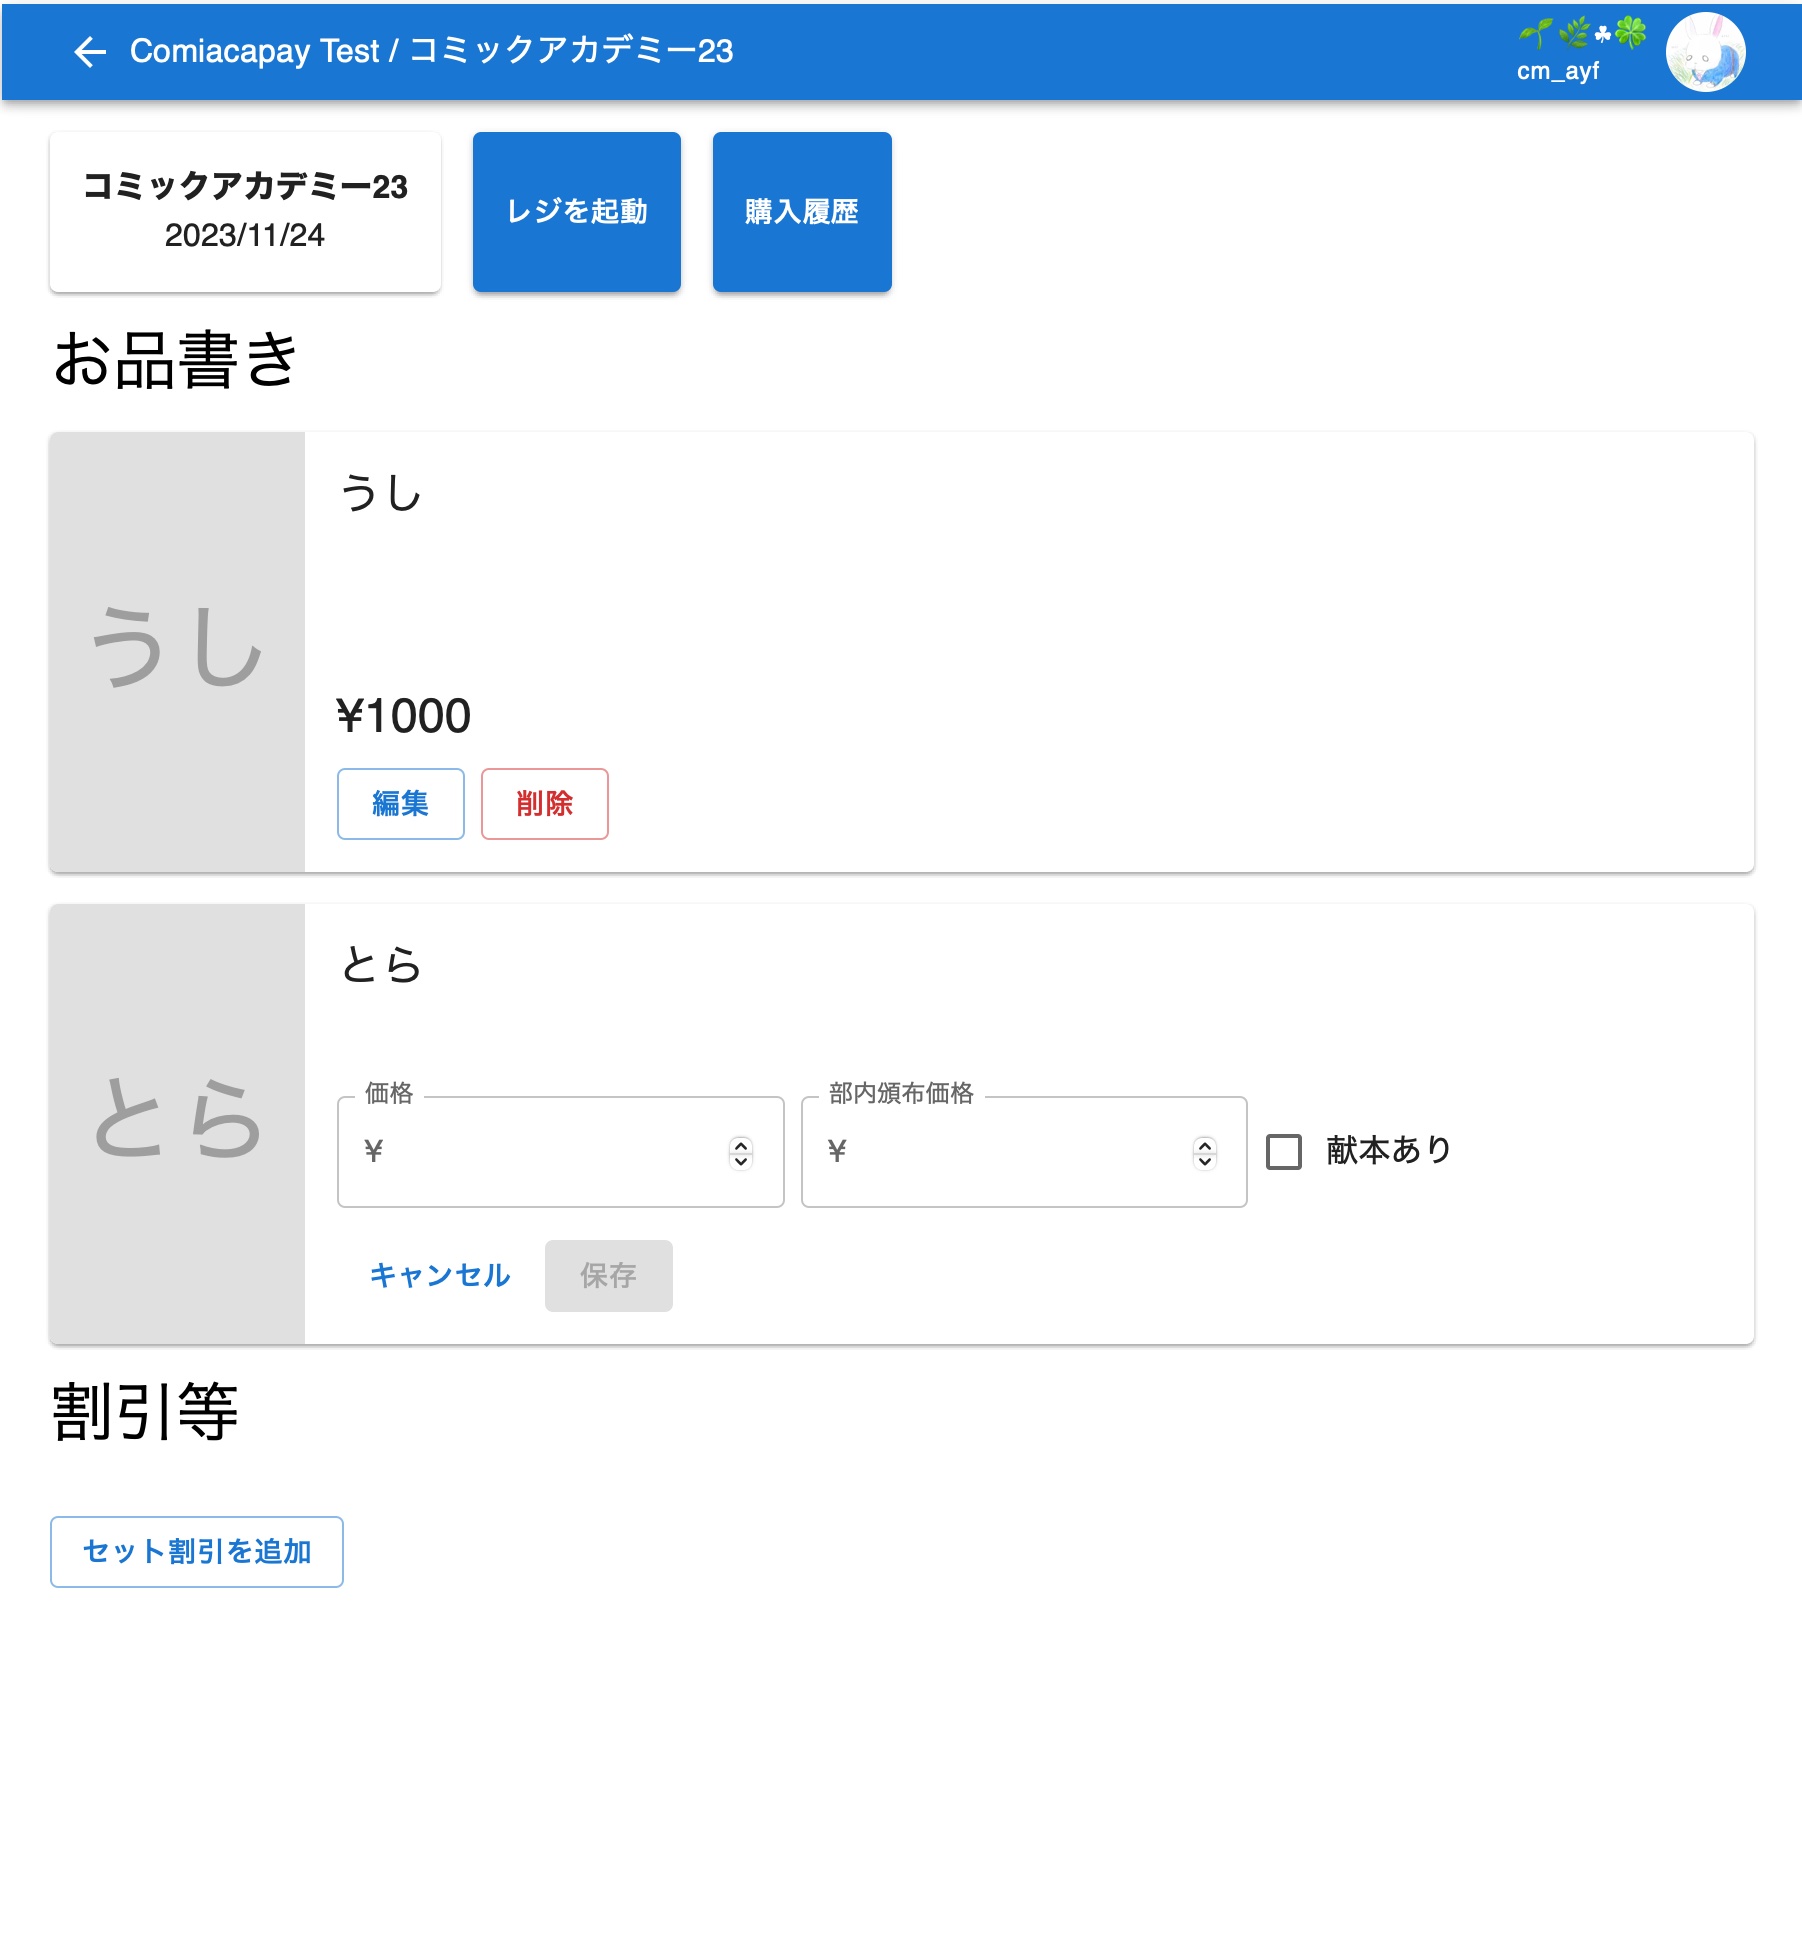 Comiacapay Test / コミックアカデミー23
🌱🌿☘🍀
cm_ayf
コミックアカデミー23
2023/11/24
レジを起動
購入履歴
お品書き
うし
うし
¥1000
編集
削除
とら
とら
価格
¥
部内頒布価格
¥
献本あり
キャンセル
保存
割引等
セット割引を追加